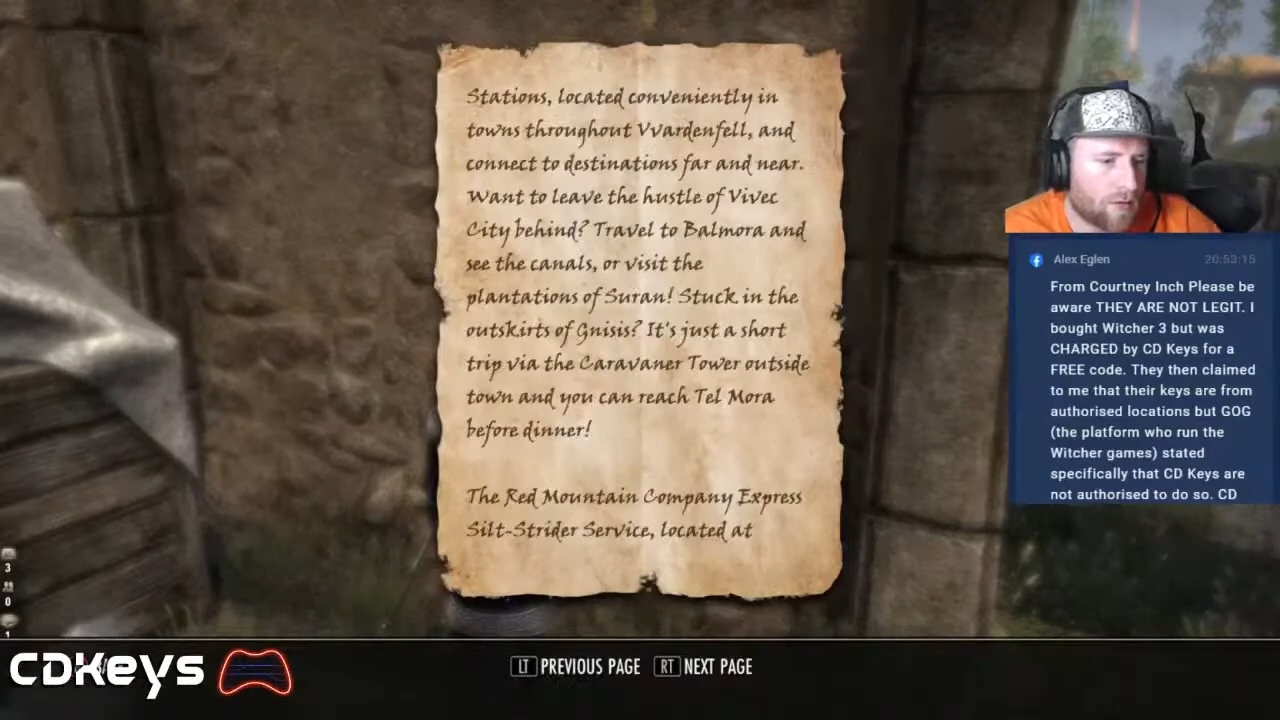 Stations, located conveniently in
towns throughout Vvardenfell, and
connect to destinations far and near.
Want to leave the hustle of Vivec
City behind? Travel to Balmora and
see the canals, or visit the
plantations of Suran! Stuck in the
outskirts of Gnisis? It's just a short
trip via the Caravaner Tower outside
town and you can reach Tel Mora
before dinner!
The Red Mountain Company Express
Silt-Strider Service, located at
Alex Eglen 20:53:15
From Courtney Inch Please be
aware THEY ARE NOT LEGIT. I
bought Witcher 3 but was
CHARGED by CD Keys for a
FREE code. They then claimed
to me that their keys are from
authorised locations but GOG
(the platform who run the
Witcher games) stated
specifically that CD Keys are
not authorised to do so. CD
3
0
1
CDKeys
LT PREVIOUS PAGE RT NEXT PAGE